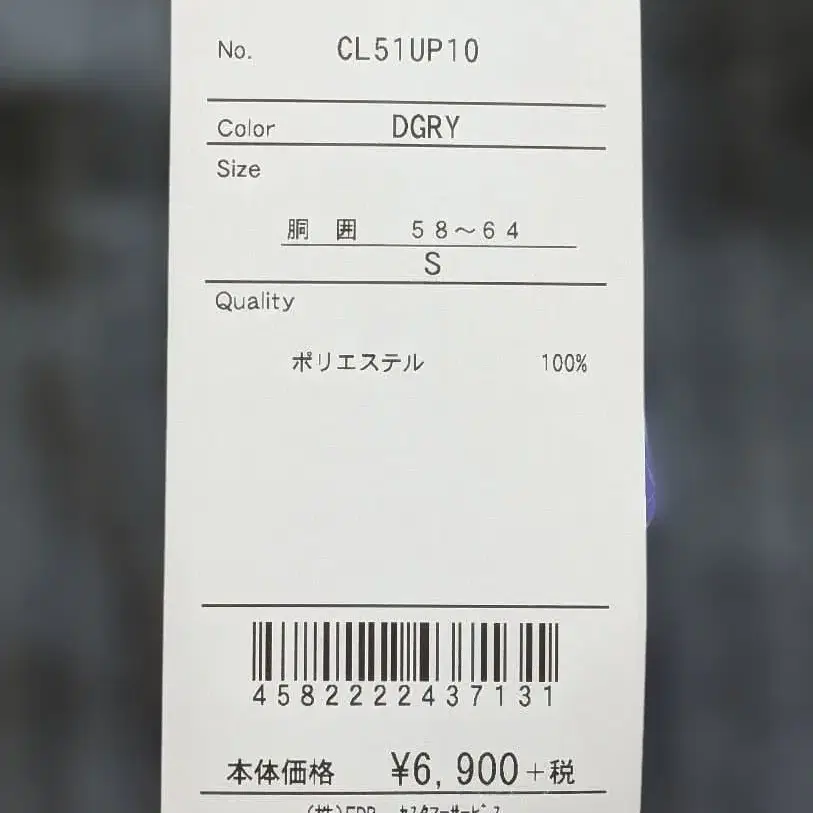 No. CL51UP10
Color DGRY
Size
胴 囲 58～64
S
Quality
ポリエステル 100%
4582222437131
本体価格 ¥6,900+税